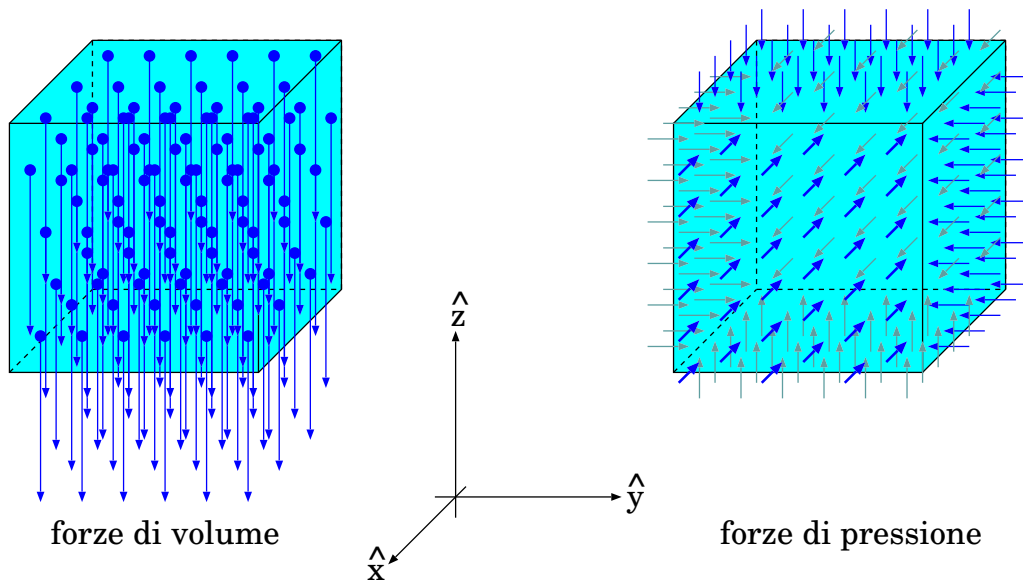 ẑ
ŷ
x̂
forze di volume
forze di pressione